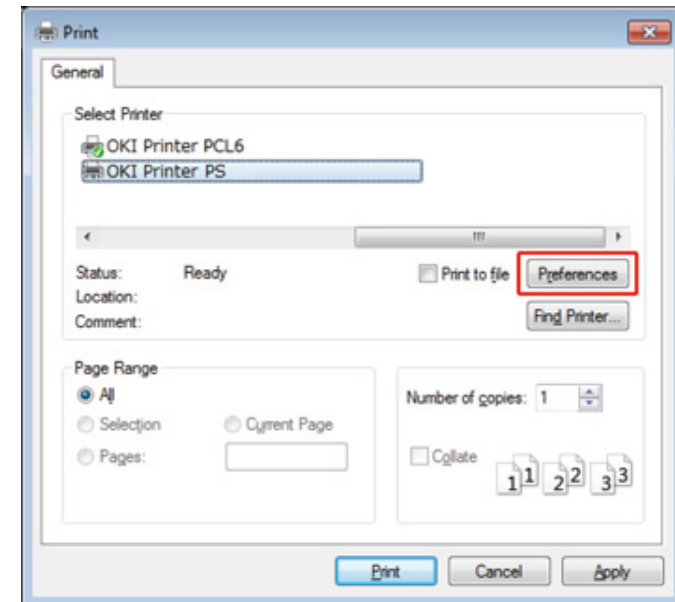 Print
General
Select Printer
OKI Printer PCL6
OKI Printer PS
Status: Ready
Print to file
Preferences
Location:
Comment:
Find Printer...
Page Range
All
Selection
Current Page
Pages:
Number of copies: 1
Collate
1 1 2 2 3 3
Print
Cancel
Apply